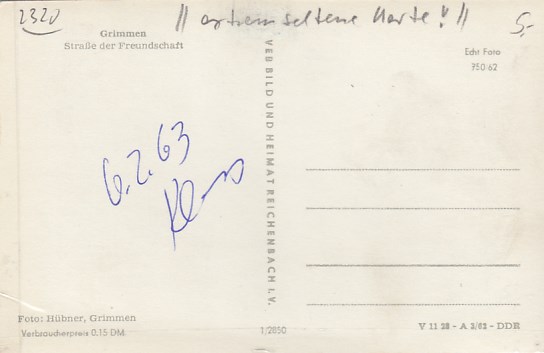 2320
|| extrem seltene Karte!! ||
5,-
Grimmen
Straße der Freundschaft
Echt Foto
750/62
VEB BILD UND HEIMAT REICHENBACH I. V.
6.2.63
Foto: Hübner, Grimmen
Verbraucherpreis 0.15 DM
1/2850
V 11 28 - A 3/62 - DDR